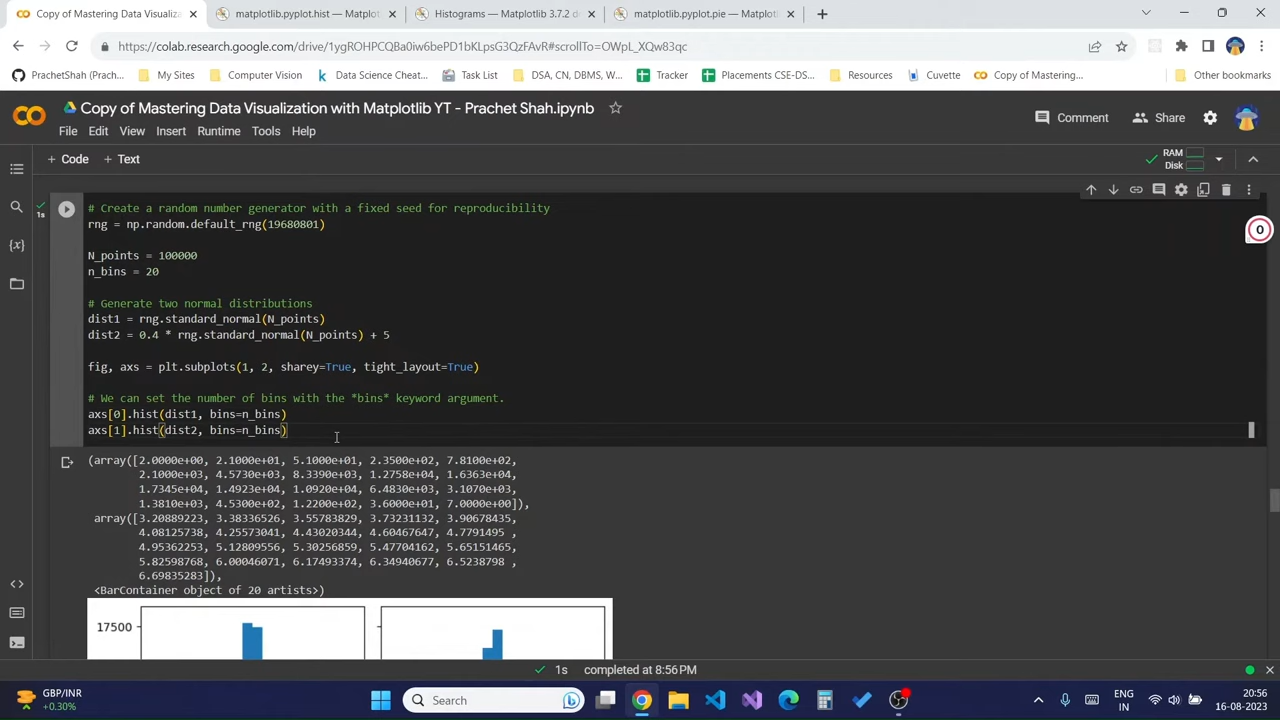 Copy of Mastering Data Visualizati
matplotlib.pyplot.hist — Matplotli
Histograms — Matplotlib 3.7.2 d
matplotlib.pyplot.pie — Matplotli
https://colab.research.google.com/drive/1ygROHPCQBa0iw6bePD1bKLpsG3QzFAvR#scrollTo=OWpL_XQw83qc
PrachetShah (Prach...
My Sites
Computer Vision
Data Science Cheat...
Task List
DSA, CN, DBMS, W...
Tracker
Placements CSE-DS...
Resources
Cuvette
Copy of Mastering...
Other bookmarks
Copy of Mastering Data Visualization with Matplotlib YT - Prachet Shah.ipynb
Comment
Share
File Edit View Insert Runtime Tools Help
+ Code + Text
RAM
Disk
1s
# Create a random number generator with a fixed seed for reproducibility
rng = np.random.default_rng(19680801)
0
N_points = 100000
n_bins = 20
# Generate two normal distributions
dist1 = rng.standard_normal(N_points)
dist2 = 0.4 * rng.standard_normal(N_points) + 5
fig, axs = plt.subplots(1, 2, sharey=True, tight_layout=True)
# We can set the number of bins with the *bins* keyword argument.
axs[0].hist(dist1, bins=n_bins)
axs[1].hist(dist2, bins=n_bins)
(array([2.0000e+00, 2.1000e+01, 5.1000e+01, 2.3500e+02, 7.8100e+02,
2.1000e+03, 4.5730e+03, 8.3390e+03, 1.2758e+04, 1.6363e+04,
1.7345e+04, 1.4923e+04, 1.0920e+04, 6.4830e+03, 3.1070e+03,
1.3810e+03, 4.5300e+02, 1.2200e+02, 3.6000e+01, 7.0000e+00]),
array([3.20889223, 3.38336526, 3.55783829, 3.73231132, 3.90678435,
4.08125738, 4.25573041, 4.43020344, 4.60467647, 4.7791495 ,
4.95362253, 5.12809556, 5.30256859, 5.47704162, 5.65151465,
5.82598768, 6.00046071, 6.17493374, 6.34940677, 6.5238798 ,
6.69835283]),
<BarContainer object of 20 artists>)
17500
1s completed at 8:56 PM
GBP/INR
+0.30%
Search
ENG
IN
20:56
16-08-2023